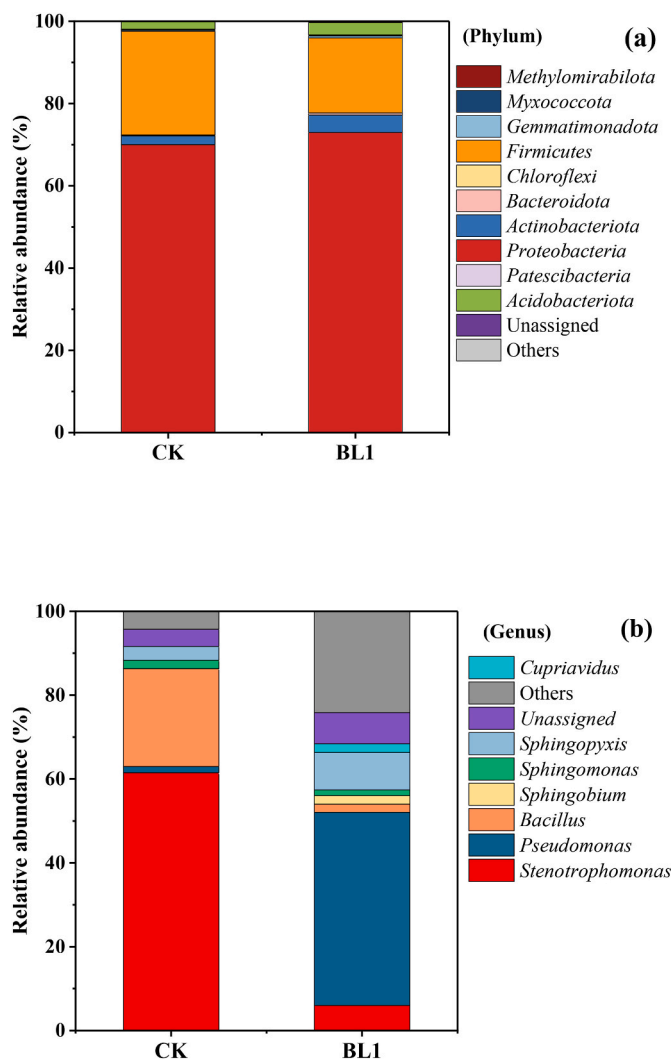 (Phylum)
(a)
100
80
60
40
20
0
Relative abundance (%)
CK
BL1
Methylomirabilota
Myxococcota
Gemmatimonadota
Firmicutes
Chloroflexi
Bacteroidota
Actinobacteriota
Proteobacteria
Patescibacteria
Acidobacteriota
Unassigned
Others
(Genus)
(b)
100
80
60
40
20
0
Relative abundance (%)
CK
BL1
Cupriavidus
Others
Unassigned
Sphingopyxis
Sphingomonas
Sphingobium
Bacillus
Pseudomonas
Stenotrophomonas